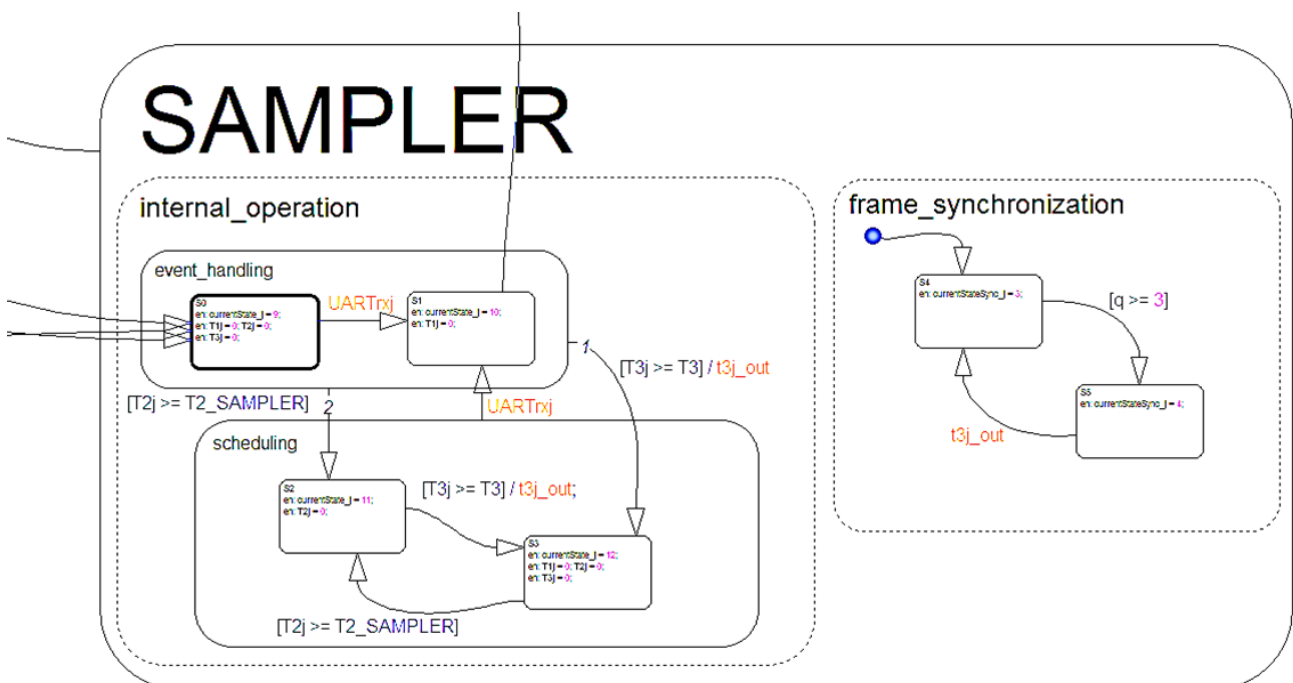 SAMPLER
internal_operation
event_handling
S0
en: currentState_j = 9;
en: T1j = 0; T2j = 0;
en: T3j = 0;
UARTrxj
S1
en: currentState_j = 10;
en: T1j = 0;
1
[T3j >= T3] / t3j_out
[T2j >= T2_SAMPLER]
2
UARTrxj
scheduling
S2
en: currentState_j = 11;
en: T2j = 0;
[T3j >= T3] / t3j_out;
S3
en: currentState_j = 12;
en: T1j = 0; T2j = 0;
en: T3j = 0;
[T2j >= T2_SAMPLER]
frame_synchronization
S4
en: currentStateSync_j = 3;
[q >= 3]
S5
en: currentStateSync_j = 4;
t3j_out